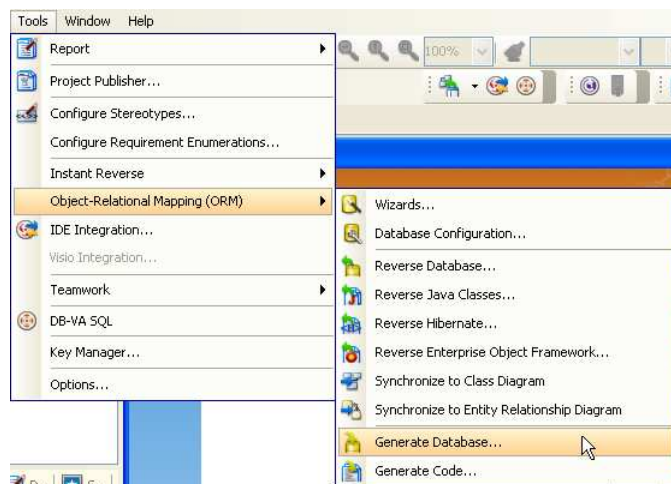 Tools Window Help
100%
Report
Project Publisher...
Configure Stereotypes...
Configure Requirement Enumerations...
Instant Reverse
Object-Relational Mapping (ORM)
IDE Integration...
Visio Integration...
Teamwork
DB-VA SQL
Key Manager...
Options...
Wizards...
Database Configuration...
Reverse Database...
Reverse Java Classes...
Reverse Hibernate...
Reverse Enterprise Object Framework...
Synchronize to Class Diagram
Synchronize to Entity Relationship Diagram
Generate Database...
Generate Code...